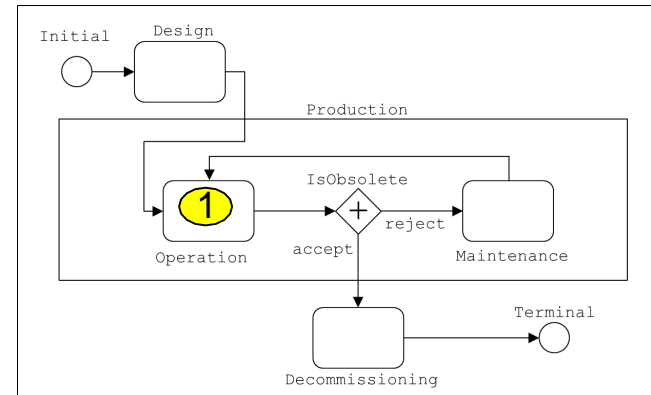 Initial
Design
Production
IsObsolete
1
+
reject
Operation
accept
Maintenance
Terminal
Decommissioning